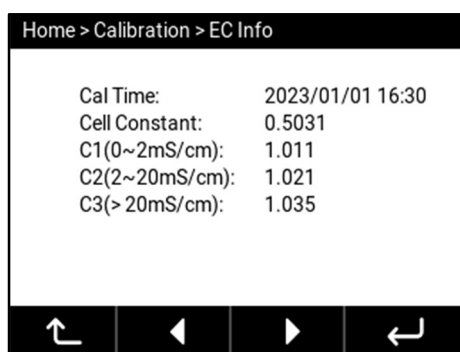 Home > Calibration > EC Info
Cal Time: 2023/01/01 16:30
Cell Constant: 0.5031
C1(0~2mS/cm): 1.011
C2(2~20mS/cm): 1.021
C3(> 20mS/cm): 1.035